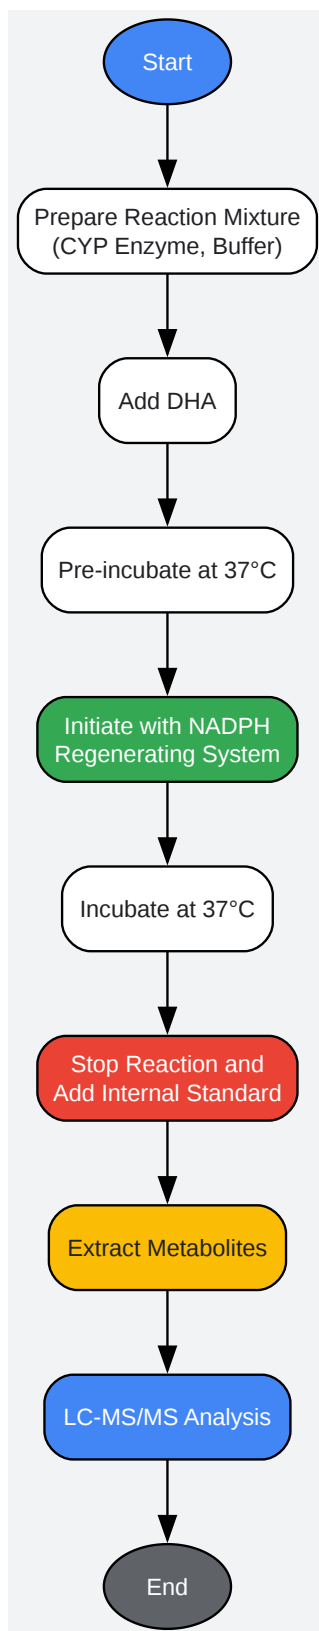 Start
Prepare Reaction Mixture
(CYP Enzyme, Buffer)
Add DHA
Pre-incubate at 37°C
Initiate with NADPH
Regenerating System
Incubate at 37°C
Stop Reaction and
Add Internal Standard
Extract Metabolites
LC-MS/MS Analysis
End